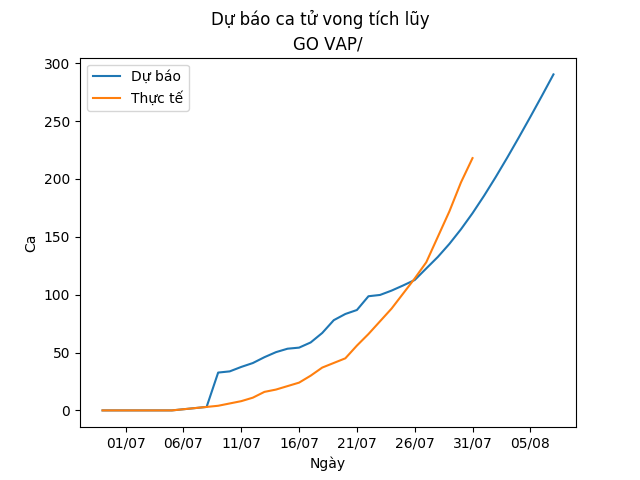 Dự báo ca tử vong tích lũy
GO VAP/
Dự báo
Thực tế
300
250
200
150
100
50
0
Ca
01/07 06/07 11/07 16/07 21/07 26/07 31/07 05/08
Ngày